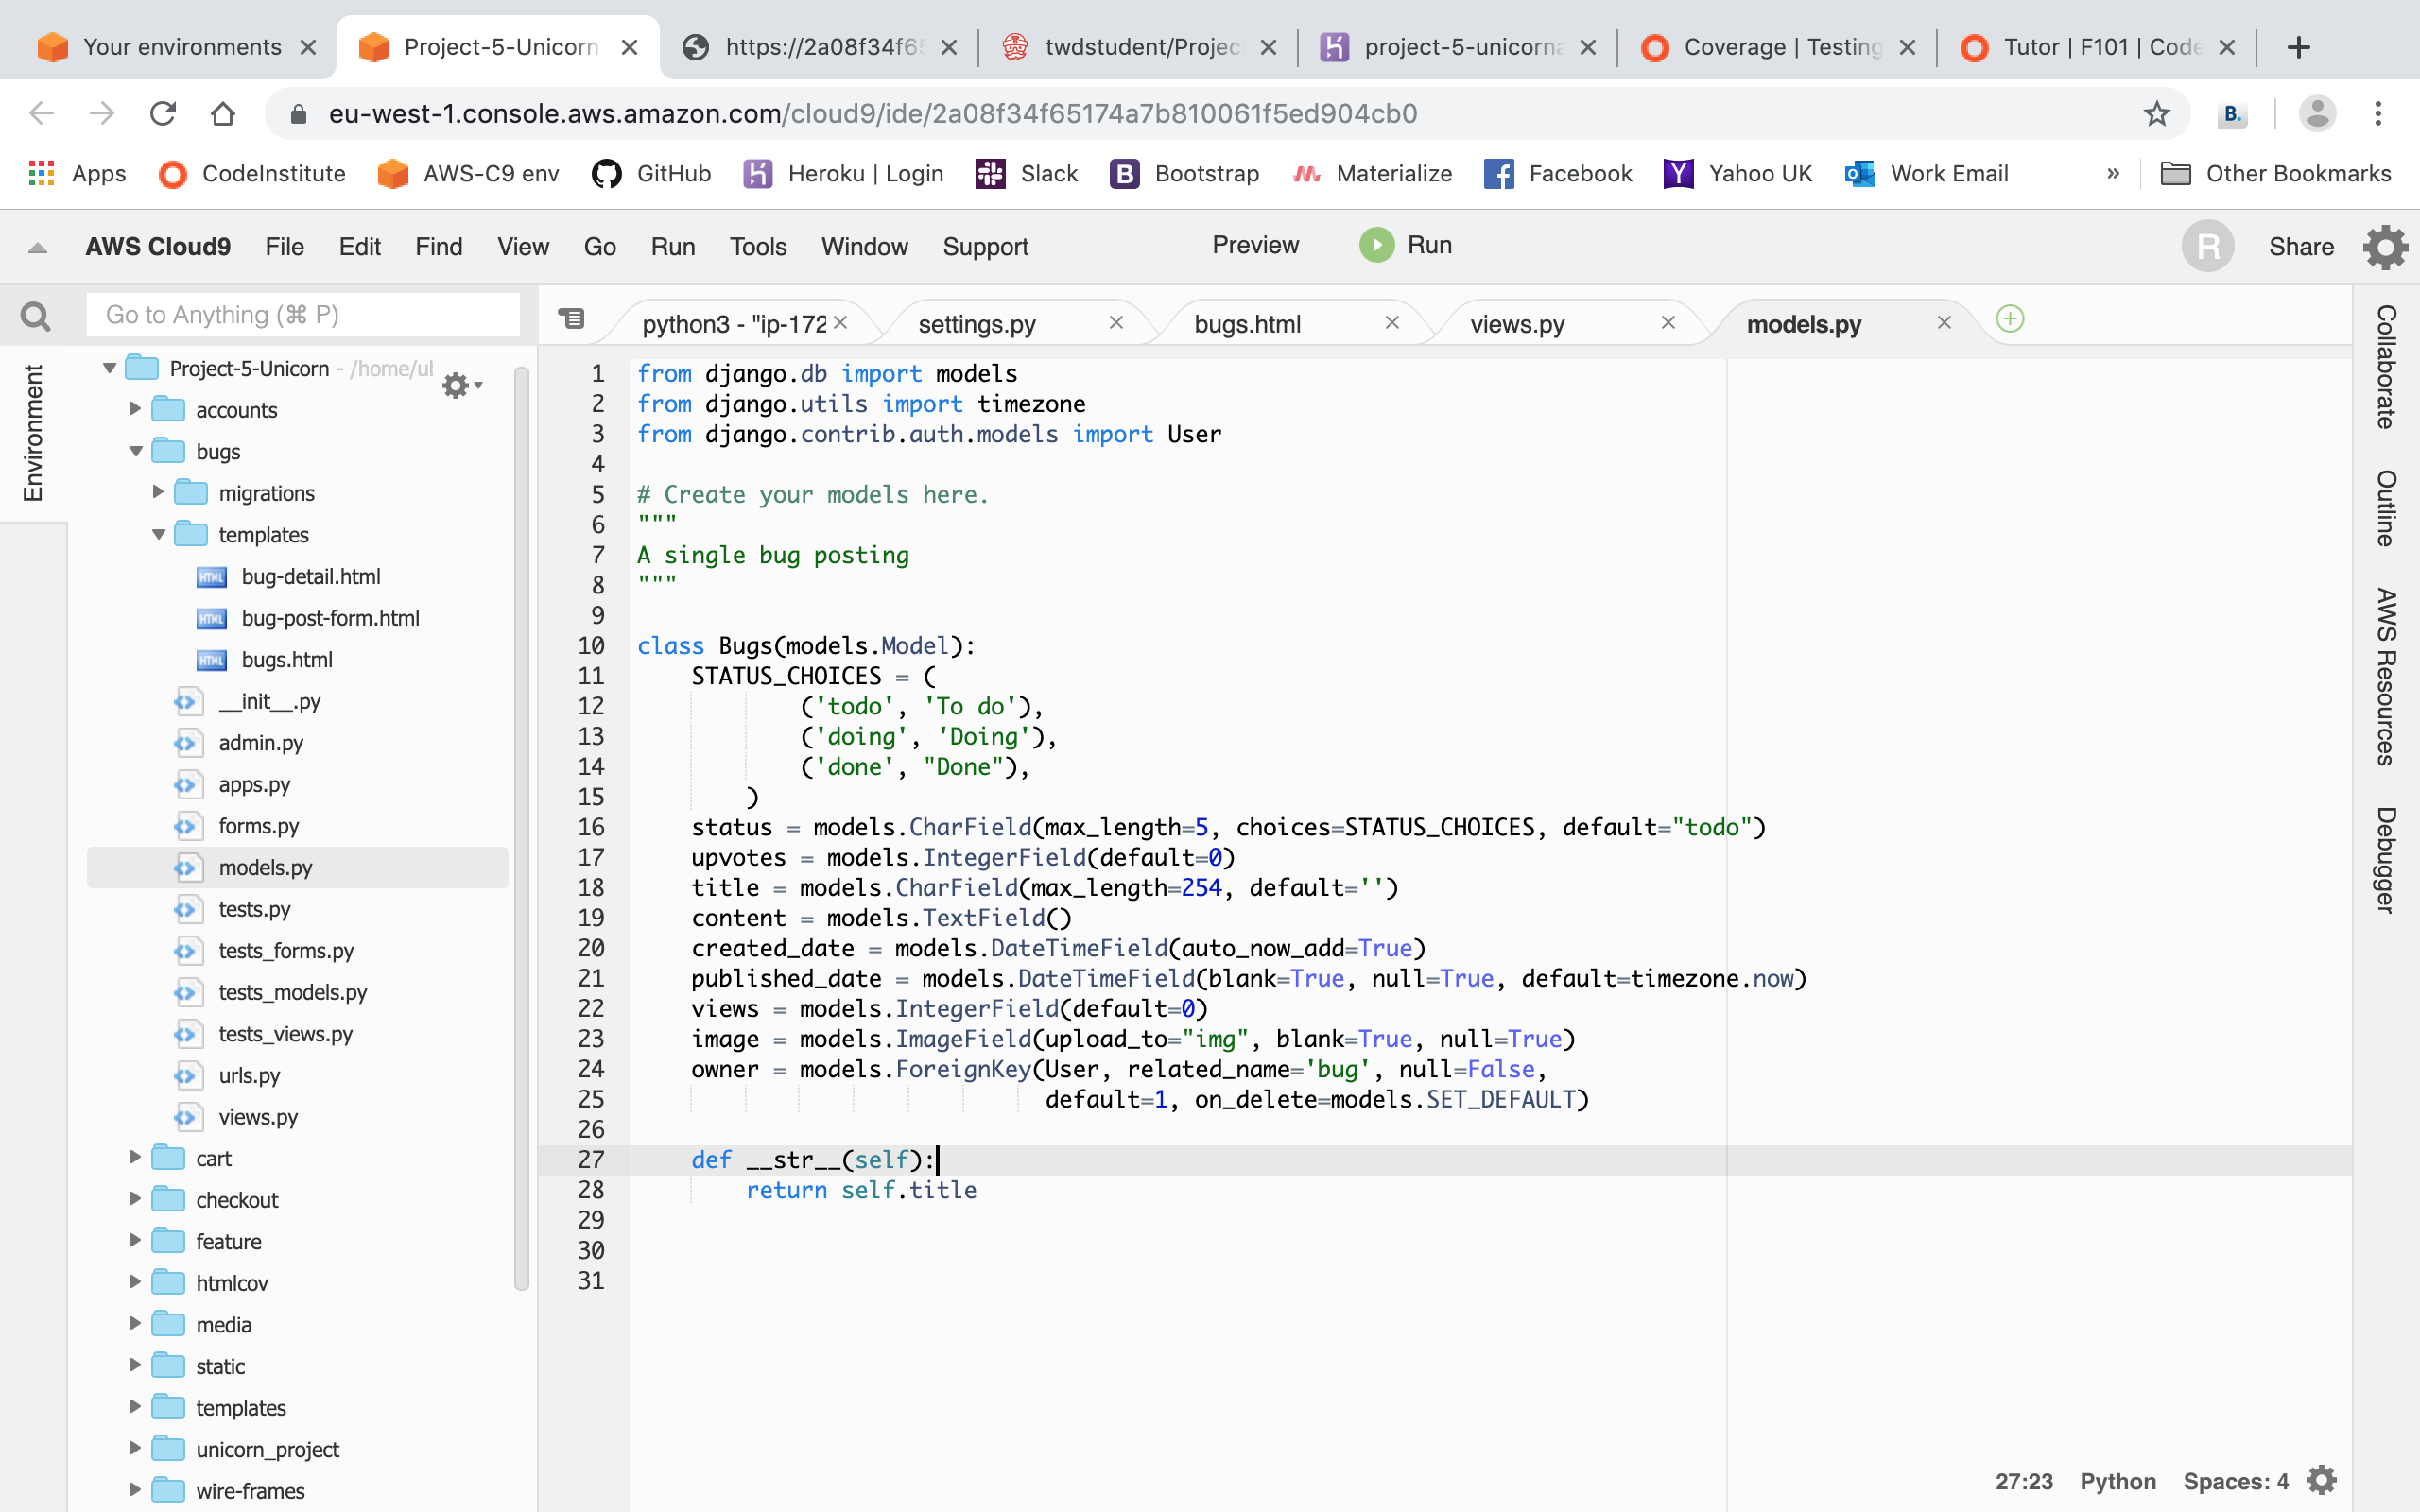 Your environments
Project-5-Unicorn
https://2a08f34f65
twdstudent/Project
project-5-unicorna
Coverage | Testing
Tutor | F101 | Code
eu-west-1.console.aws.amazon.com/cloud9/ide/2a08f34f65174a7b810061f5ed904cb0
B.
Apps
CodeInstitute
AWS-C9 env
GitHub
Heroku | Login
Slack
B
Bootstrap
Materialize
Facebook
Y
Yahoo UK
Work Email
»
Other Bookmarks
AWS Cloud9 File Edit Find View Go Run Tools Window Support
Preview
Run
R
Share
Go to Anything (⌘ P)
python3 - "ip-172
settings.py
bugs.html
views.py
models.py
Environment
Project-5-Unicorn - /home/ul
accounts
bugs
migrations
templates
HTML bug-detail.html
HTML bug-post-form.html
HTML bugs.html
__init__.py
admin.py
apps.py
forms.py
models.py
tests.py
tests_forms.py
tests_models.py
tests_views.py
urls.py
views.py
cart
checkout
feature
htmlcov
media
static
templates
unicorn_project
wire-frames
1 from django.db import models
2 from django.utils import timezone
3 from django.contrib.auth.models import User
4
5 # Create your models here.
6 """
7 A single bug posting
8 """
9
10 class Bugs(models.Model):
11     STATUS_CHOICES = (
12             ('todo', 'To do'),
13             ('doing', 'Doing'),
14             ('done', "Done"),
15         )
16     status = models.CharField(max_length=5, choices=STATUS_CHOICES, default="todo")
17     upvotes = models.IntegerField(default=0)
18     title = models.CharField(max_length=254, default='')
19     content = models.TextField()
20     created_date = models.DateTimeField(auto_now_add=True)
21     published_date = models.DateTimeField(blank=True, null=True, default=timezone.now)
22     views = models.IntegerField(default=0)
23     image = models.ImageField(upload_to="img", blank=True, null=True)
24     owner = models.ForeignKey(User, related_name='bug', null=False,
25                               default=1, on_delete=models.SET_DEFAULT)
26
27     def __str__(self):
28         return self.title
29
30
31
Collaborate
Outline
AWS Resources
Debugger
27:23 Python Spaces: 4